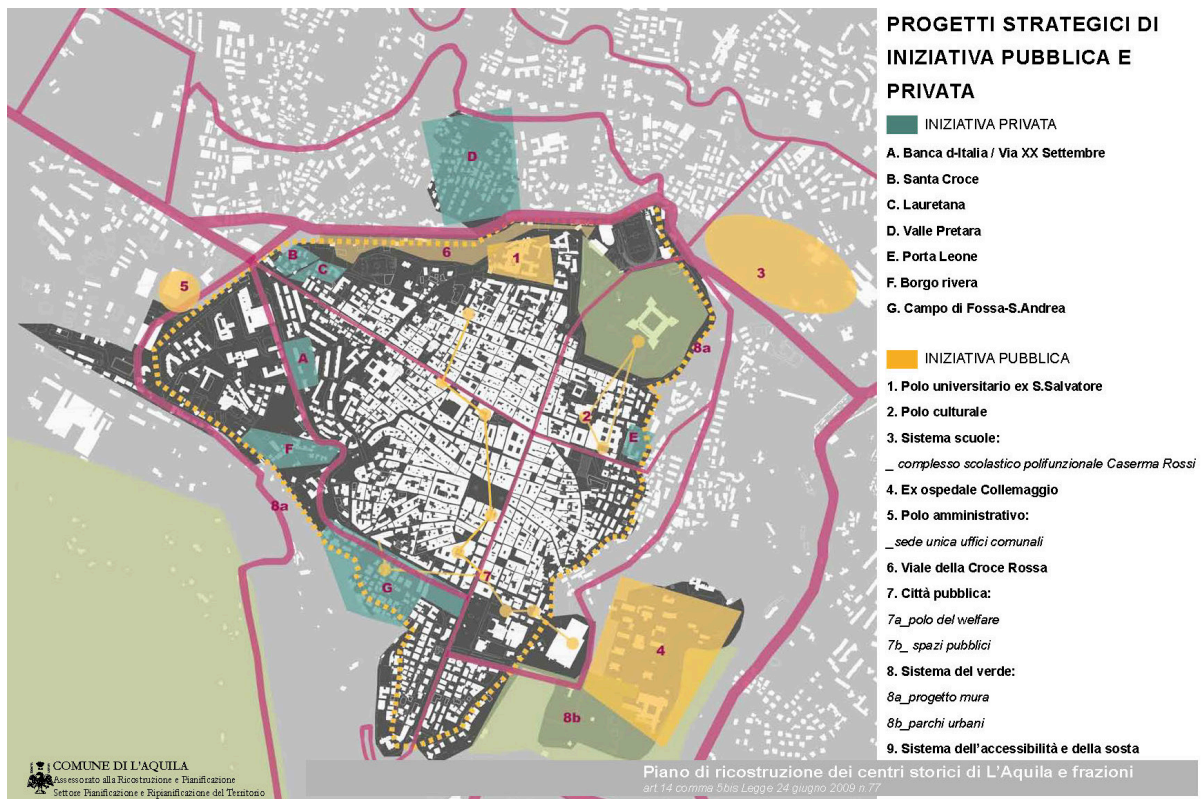 PROGETTI STRATEGICI DI
INIZIATIVA PUBBLICA E
PRIVATA
INIZIATIVA PRIVATA
A. Banca d-Italia / Via XX Settembre
B. Santa Croce
C. Lauretana
D. Valle Pretara
E. Porta Leone
F. Borgo rivera
G. Campo di Fossa-S.Andrea
INIZIATIVA PUBBLICA
1. Polo universitario ex S.Salvatore
2. Polo culturale
3. Sistema scuole:
_ complesso scolastico polifunzionale Caserma Rossi
4. Ex ospedale Collemaggio
5. Polo amministrativo:
_sede unica uffici comunali
6. Viale della Croce Rossa
7. Città pubblica:
7a_polo del welfare
7b_ spazi pubblici
8. Sistema del verde:
8a_progetto mura
8b_parchi urbani
9. Sistema dell'accessibilità e della sosta
D
B
C
6
1
3
5
8a
A
2
E
F
8a
7
G
4
8b
COMUNE DI L'AQUILA
Assessorato alla Ricostruzione e Pianificazione
Settore Pianificazione e Ripianificazione del Territorio
Piano di ricostruzione dei centri storici di L'Aquila e frazioni
art 14 comma 5bis Legge 24 giugno 2009 n.77